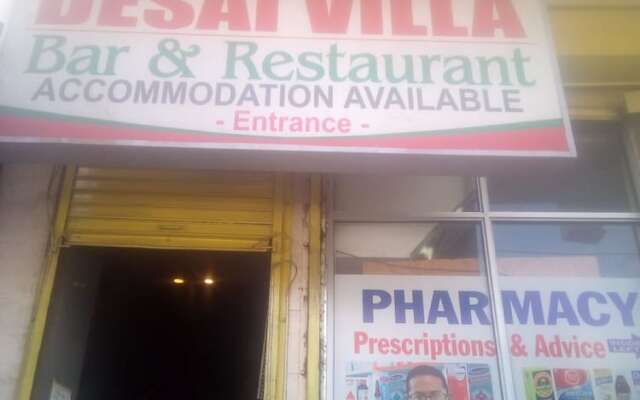 DESAI VILLA
Bar & Restaurant
ACCOMMODATION AVAILABLE
- Entrance -
PHARMACY
Prescriptions & Advice